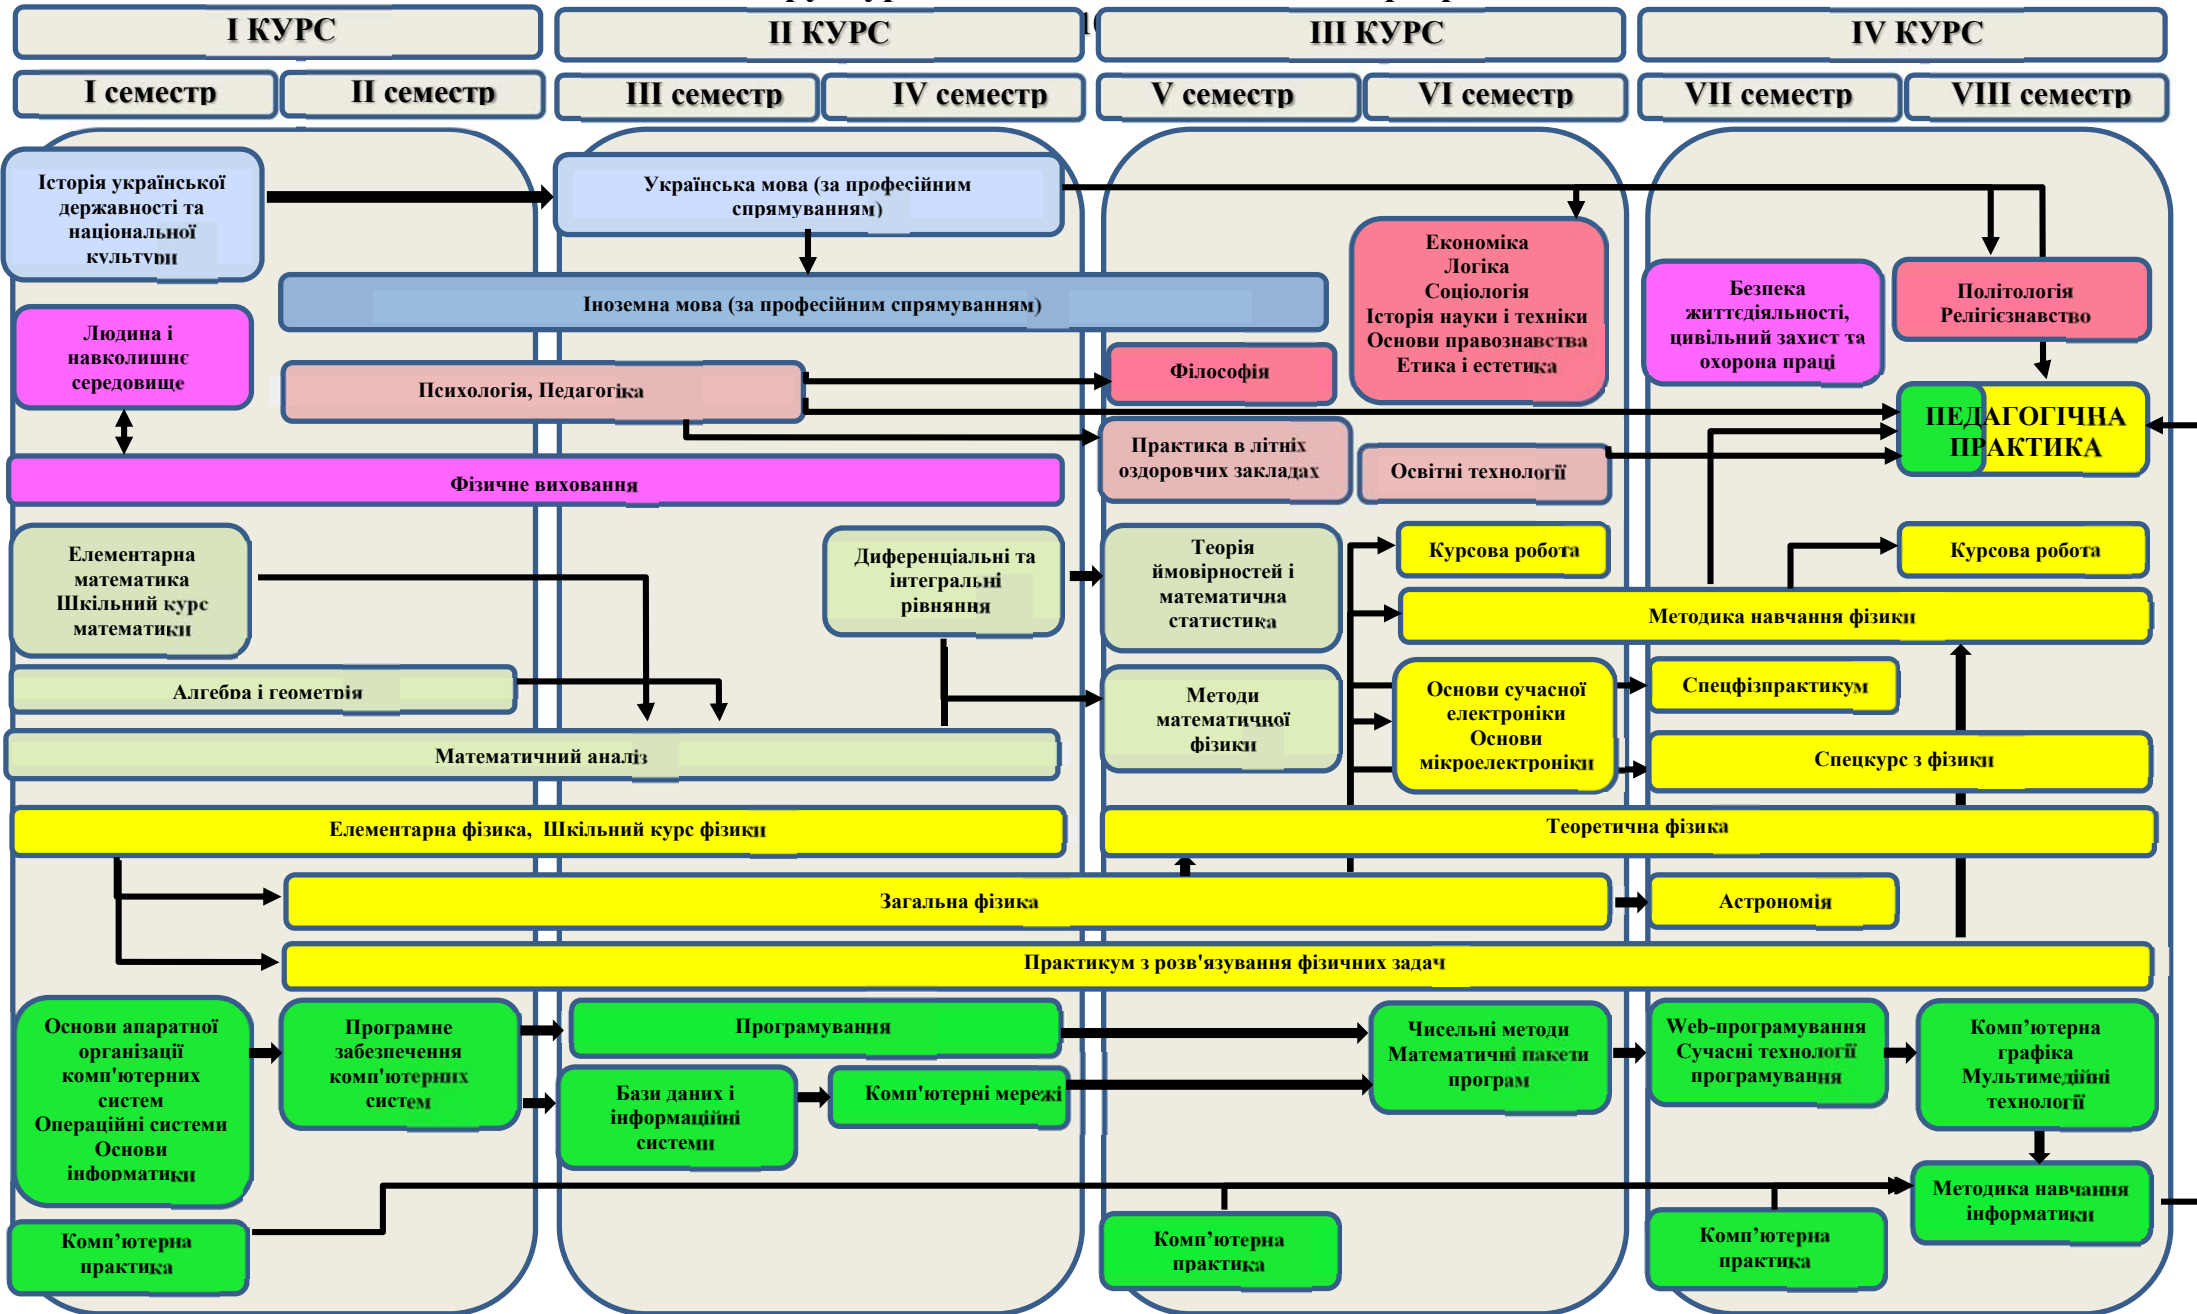 І КУРС
ІІ КУРС
ІІІ КУРС
IV КУРС
І семестр
ІІ семестр
ІІІ семестр
IV семестр
V семестр
VI семестр
VII семестр
VIII семестр
Історія української
державності та
національної
культури
Українська мова (за професійним
спрямуванням)
Іноземна мова (за професійним спрямуванням)
Економіка
Логіка
Соціологія
Історія науки і техніки
Основи правознавства
Етика і естетика
Безпека
життєдіяльності,
цивільний захист та
охорона праці
Політологія
Релігієзнавство
Людина і
навколишнє
середовище
Психологія, Педагогіка
Філософія
ПЕДАГОГІЧНА
ПРАКТИКА
Практика в літніх
оздоровчих закладах
Освітні технології
Фізичне виховання
Елементарна
математика
Шкільний курс
математики
Диференціальні та
інтегральні
рівняння
Теорія
ймовірностей і
математична
статистика
Курсова робота
Курсова робота
Методика навчання фізики
Алгебра і геометрія
Методи
математичної
фізики
Основи сучасної
електроніки
Основи
мікроелектроніки
Спецфізпрактикум
Математичний аналіз
Спецкурс з фізики
Елементарна фізика, Шкільний курс фізики
Теоретична фізика
Загальна фізика
Астрономія
Практикум з розв'язування фізичних задач
Основи апаратної
організації
комп'ютерних
систем
Операційні системи
Основи
інформатики
Програмне
забезпечення
комп'ютерних
систем
Програмування
Бази даних і
інформаційні
системи
Комп'ютерні мережі
Чисельні методи
Математичні пакети
програм
Web-програмування
Сучасні технології
програмування
Комп’ютерна
графіка
Мультимедійні
технології
Методика навчання
інформатики
Комп’ютерна
практика
Комп’ютерна
практика
Комп’ютерна
практика